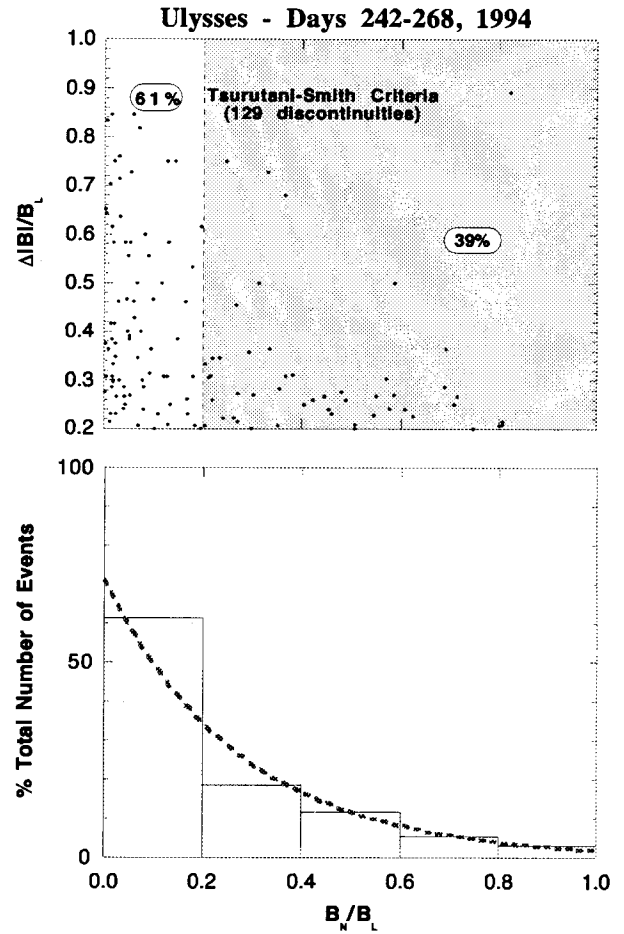 Ulysses - Days 242-268, 1994
1.0
0.9
61%
Tsurutani-Smith Criteria
(129 discontinuities)
0.8
0.7
Δ|B|/B_L
0.6
39%
0.5
0.4
0.3
0.2
100
% Total Number of Events
50
0
0.0 0.2 0.4 0.6 0.8 1.0
B_N/B_L